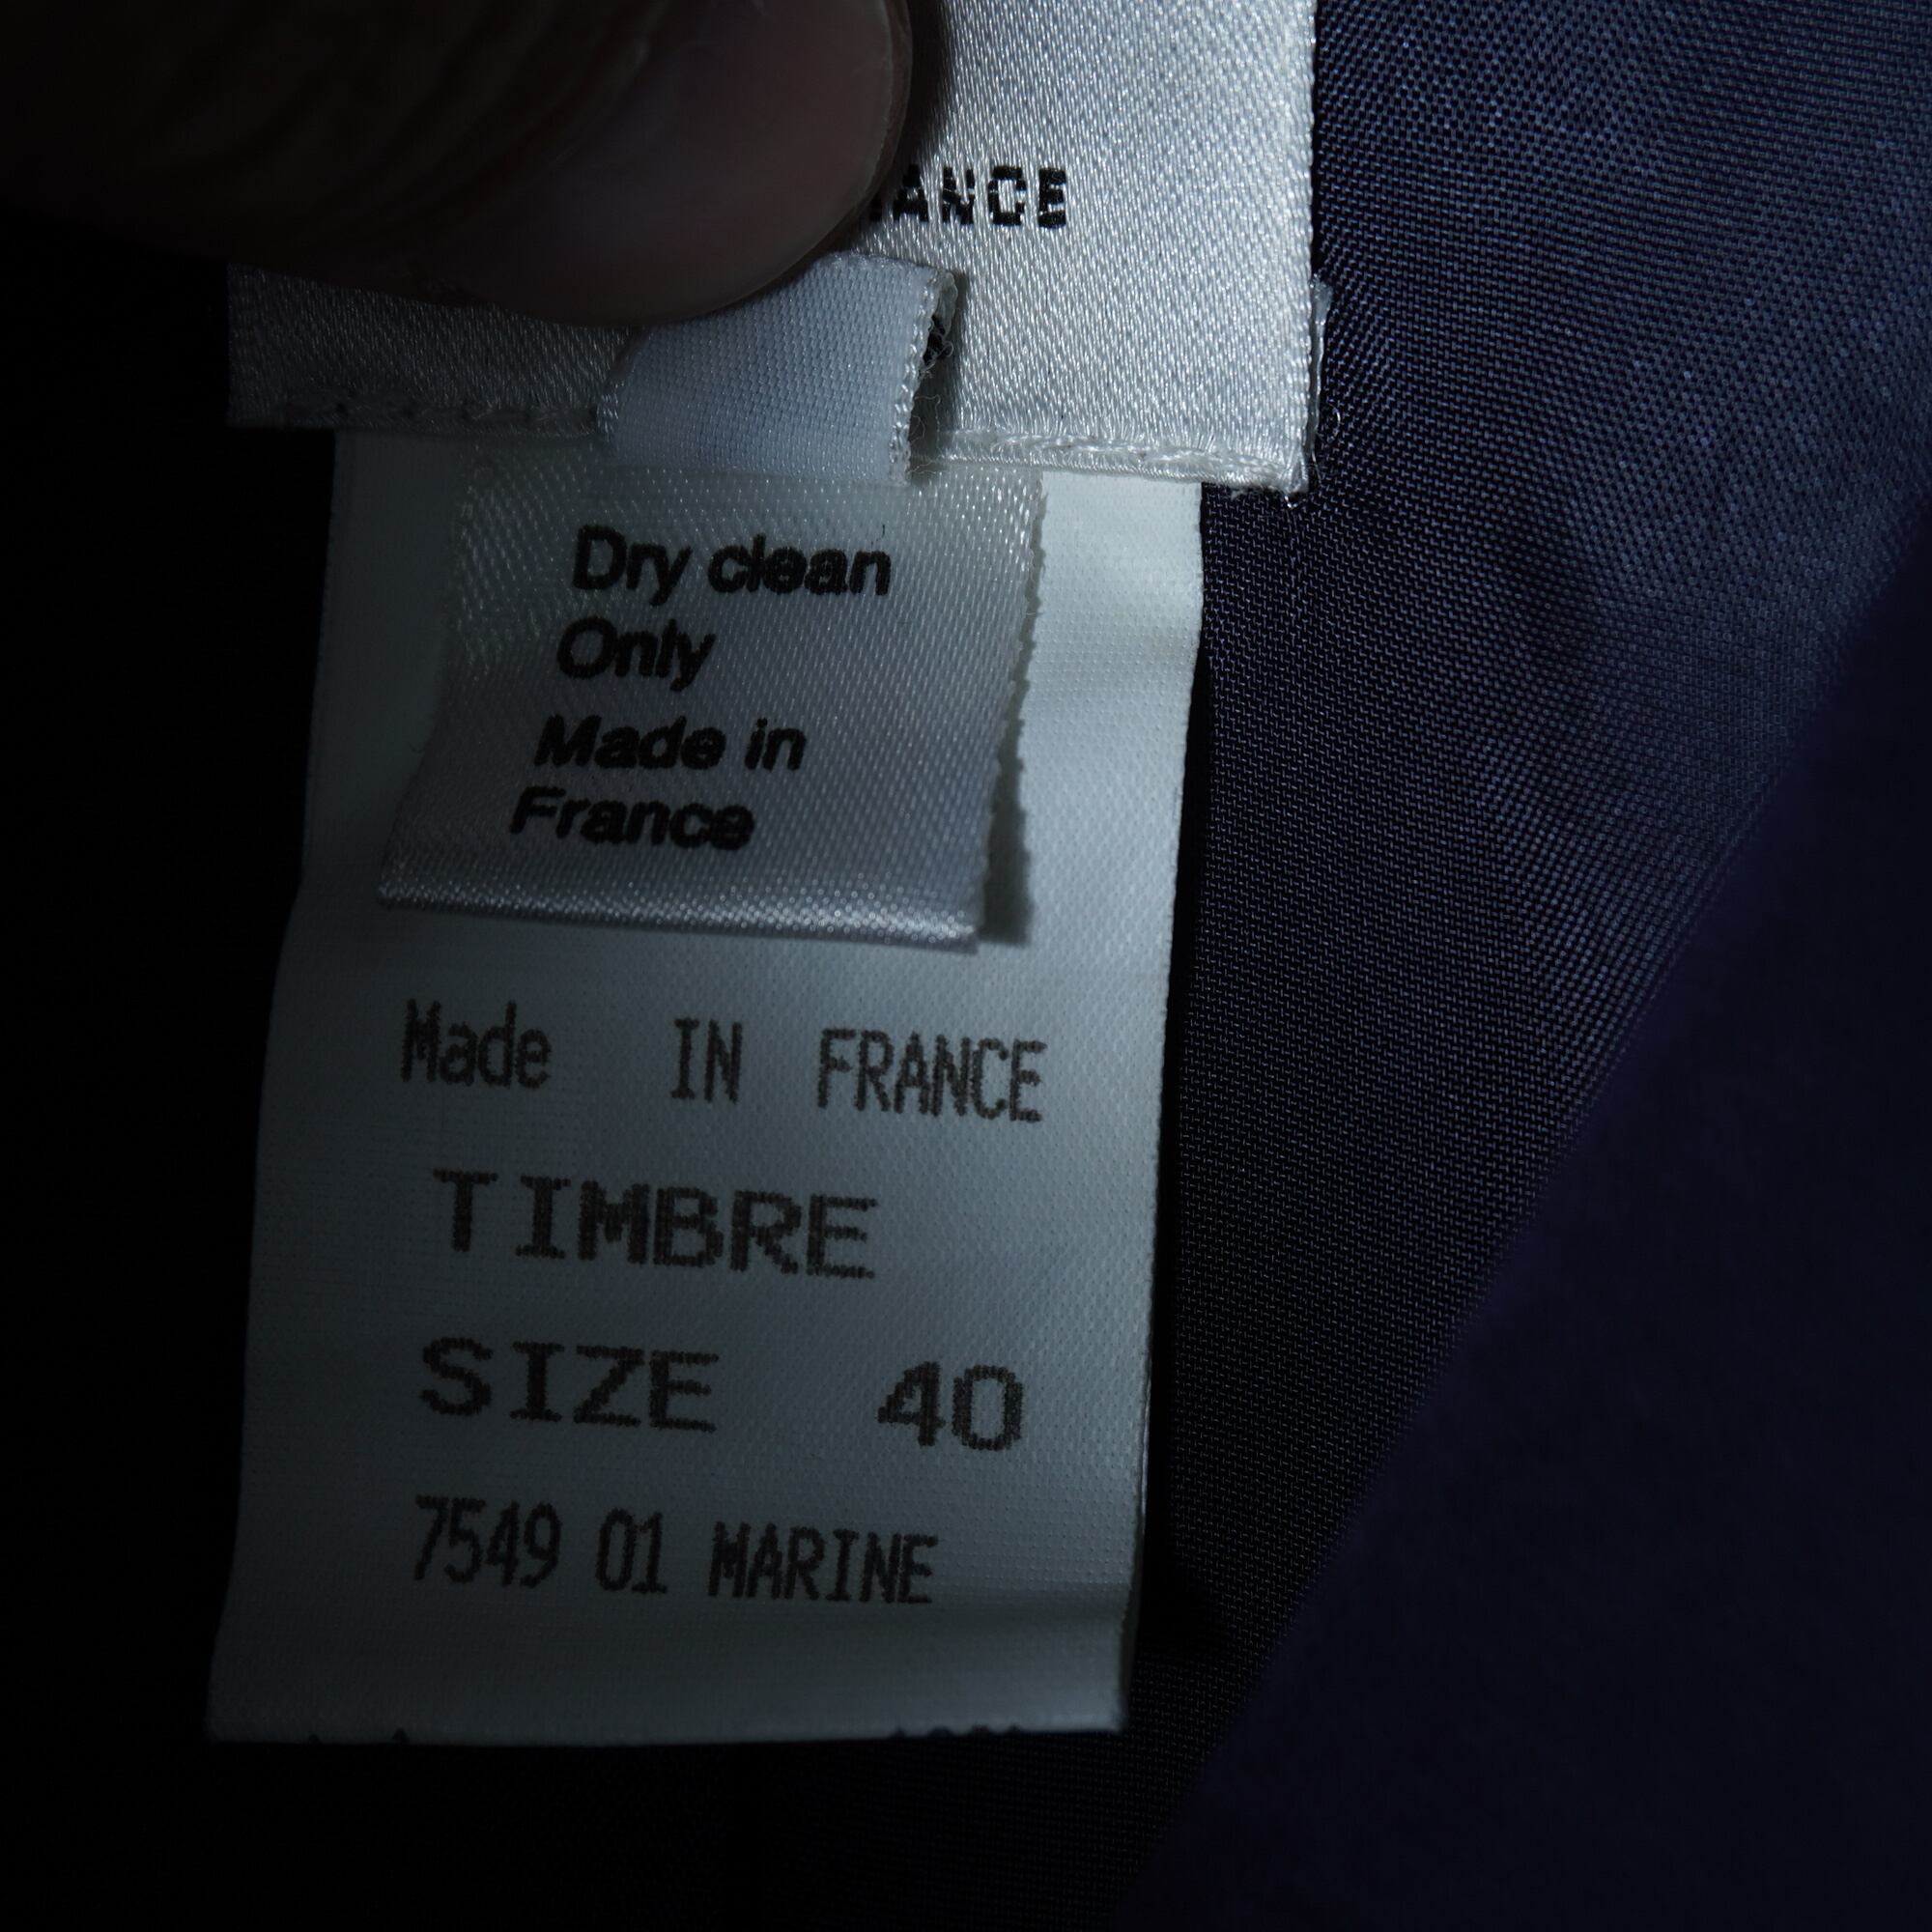 Dry clean
Only
Made in
France
Made IN FRANCE
TIMBRE
SIZE 40
7549 01 MARINE